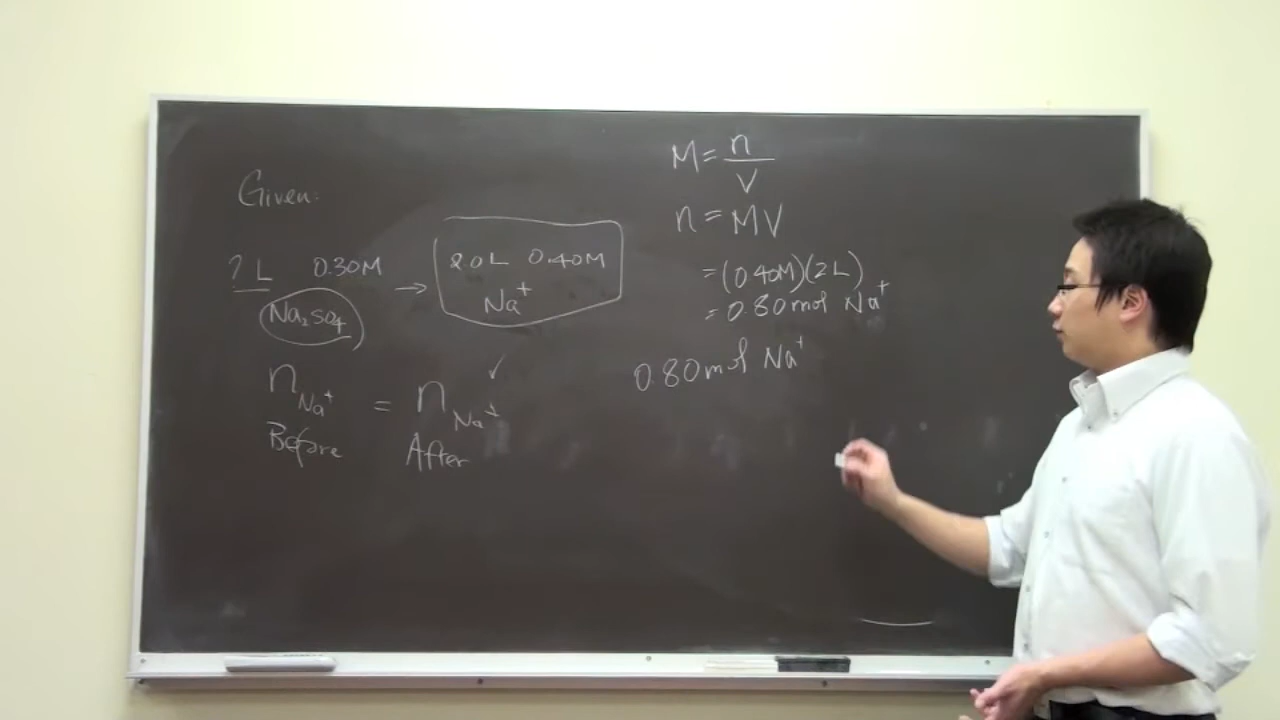 Given:
? L 0.30M → 2.0L 0.40M
Na₂SO₄ Na⁺
n Na⁺ = n Na⁺ ✓
Before After
M = n/V
n = MV
= (0.40M)(2L)
= 0.80 mol Na⁺
0.80 mol Na⁺